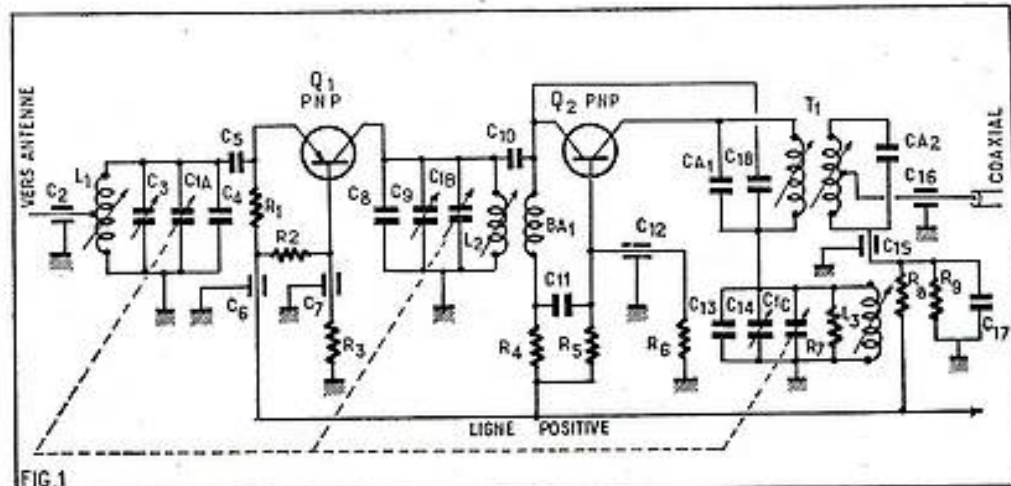 Q1
PNP
Q2 PNP
T1
VERS ANTENNE
C2
L1
C3
C1A
C4
C5
R1
R2
C6
C7
R3
C8
C9
C1B
L2
C10
BA1
C11
R4
R5
C12
R6
CA1
C18
CA2
C16
COAXIAL
C15
C13
C14
C1C
R7
L3
R8
R9
C17
LIGNE POSITIVE
FIG.1